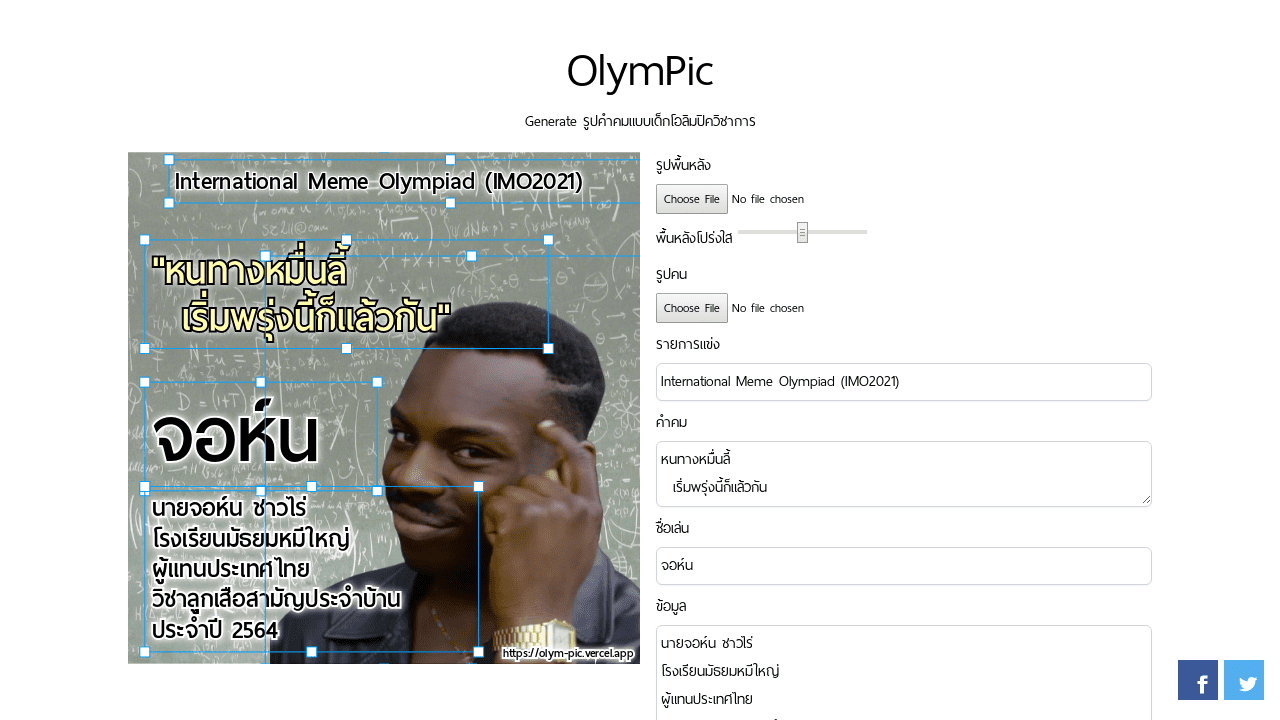 OlymPic
Generate รูปคำคมแบบเด็กโอลิมปิควิชาการ
International Meme Olympiad (IMO2021)
"หนทางหมื่นลี้
เริ่มพรุ่งนี้ก็แล้วกัน"
จอห์น
นายจอห์น ชาวไร่
โรงเรียนมัธยมหมีใหญ่
ผู้แทนประเทศไทย
วิชาลูกเสือสามัญประจำบ้าน
ประจำปี 2564
https://olym-pic.vercel.app
รูปพื้นหลัง
Choose File No file chosen
พื้นหลังโปร่งใส
รูปคน
Choose File No file chosen
รายการแข่ง
International Meme Olympiad (IMO2021)
คำคม
หนทางหมื่นลี้
เริ่มพรุ่งนี้ก็แล้วกัน
ชื่อเล่น
จอห์น
ข้อมูล
นายจอห์น ชาวไร่
โรงเรียนมัธยมหมีใหญ่
ผู้แทนประเทศไทย